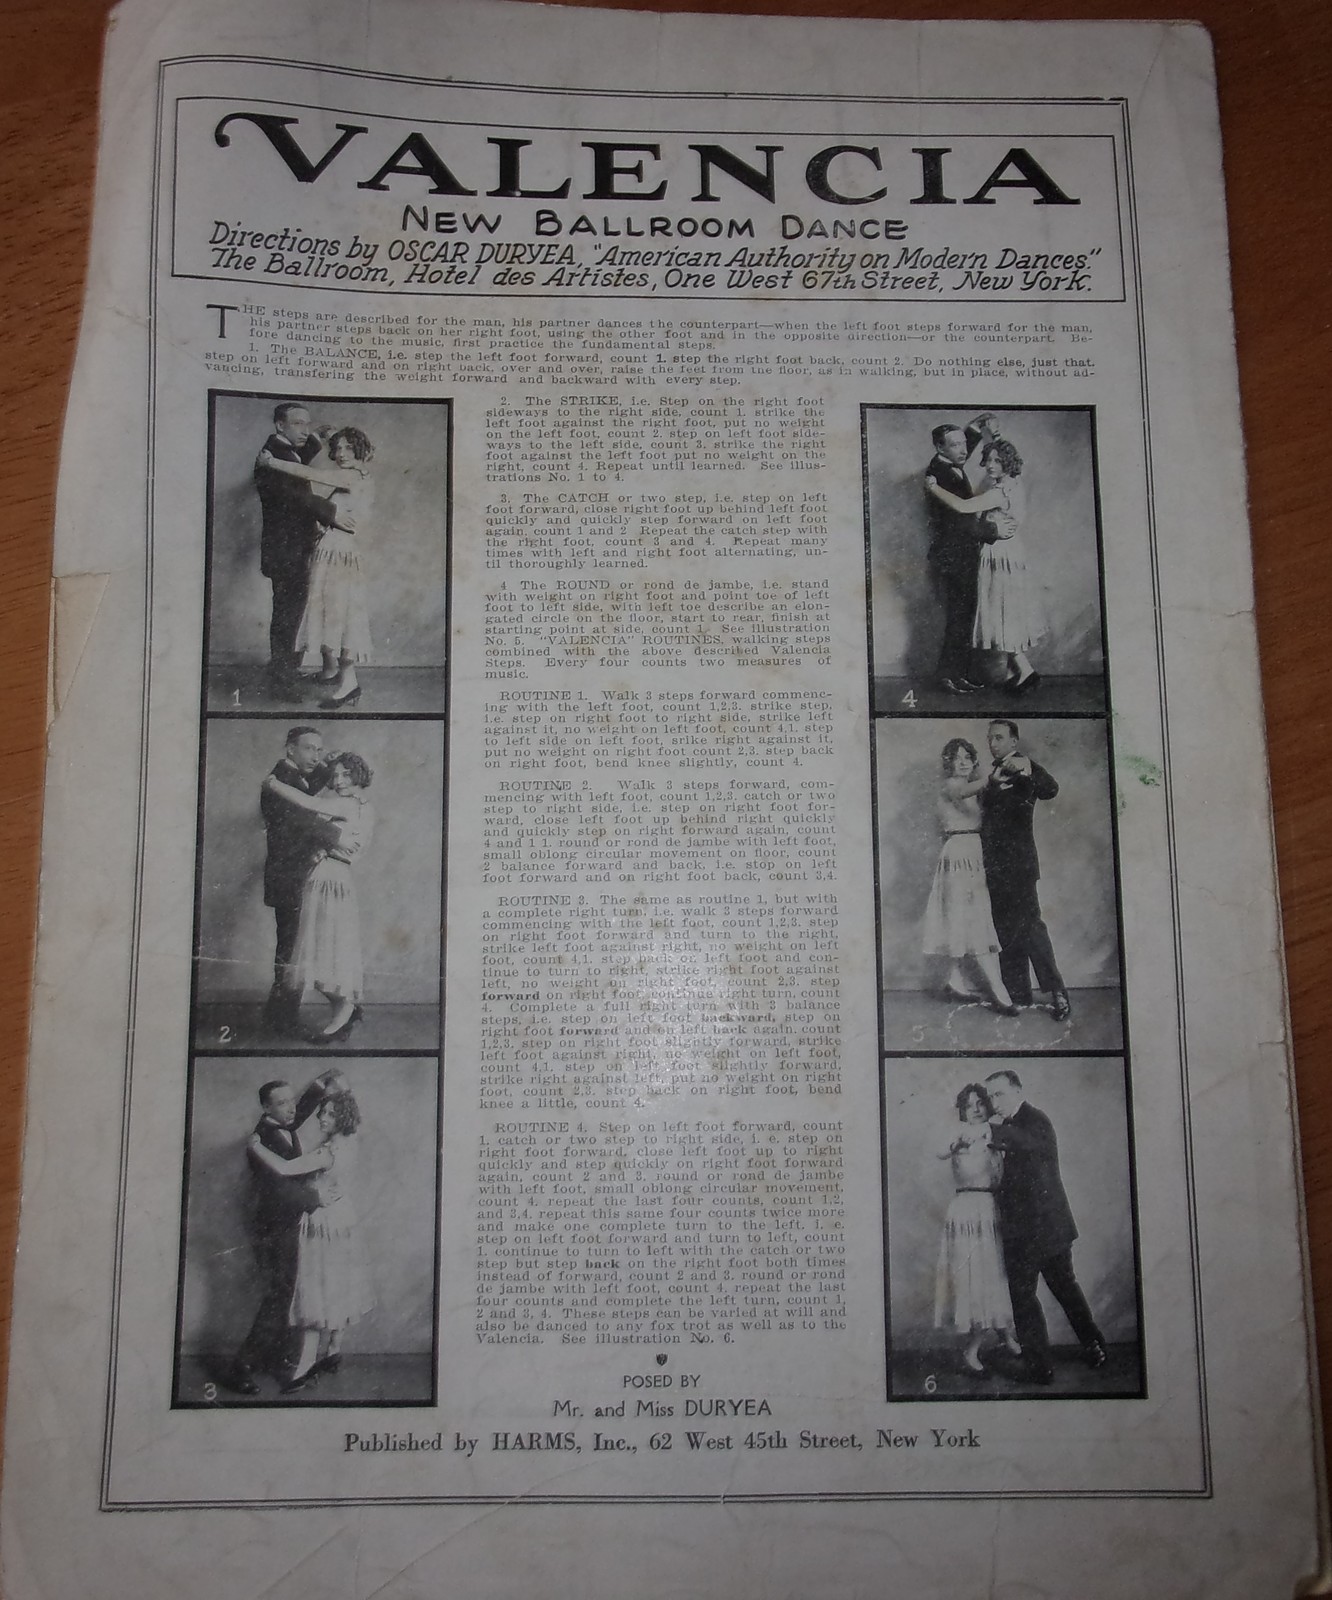 VALENCIA
NEW BALLROOM DANCE
Directions by OSCAR DURYEA, "American Authority on Modern Dances."
The Ballroom, Hotel des Artistes, One West 67th Street, New York.
THE steps are described for the man, his partner dances the counterpart—when the left foot steps forward for the man,
his partner steps back on her right foot, using the other foot and in the opposite direction—or the counterpart. Be-
fore dancing to the music, first practice the fundamental steps.
1. The BALANCE, i.e. step the left foot forward, count 1. step the right foot back, count 2. Do nothing else, just that.
step on left forward and on right back, over and over, raise the feet from the floor, as in walking, but in place, without ad-
vancing, transfering the weight forward and backward with every step.
2. The STRIKE, i.e. Step on the right foot
sideways to the right side, count 1. strike the
left foot against the right foot, put no weight
on the left foot, count 2. step on left foot side-
ways to the left side, count 3. strike the right
foot against the left foot put no weight on the
right, count 4. Repeat until learned. See illus-
trations No. 1 to 4.
3. The CATCH or two step, i.e. step on left
foot forward, close right foot up behind left foot
quickly and quickly step forward on left foot
again. count 1 and 2 Repeat the catch step with
the right foot, count 3 and 4. Repeat many
times with left and right foot alternating, un-
til thoroughly learned.
4 The ROUND or rond de jambe, i.e. stand
with weight on right foot and point toe of left
foot to left side, with left toe describe an elon-
gated circle on the floor, start to rear, finish at
starting point at side, count 1. See illustration
No. 5. "VALENCIA" ROUTINES, walking steps
combined with the above described Valencia
Steps. Every four counts two measures of
music.
ROUTINE 1. Walk 3 steps forward commenc-
ing with the left foot, count 1,2,3. strike step,
i.e. step on right foot to right side, strike left
against it, no weight on left foot, count 4,1. step
to left side on left foot, srike right against it,
put no weight on right foot count 2,3. step back
on right foot, bend knee slightly, count 4.
ROUTINE 2. Walk 3 steps forward, com-
mencing with left foot, count 1,2,3. catch or two
step to right side, i.e. step on right foot for-
ward, close left foot up behind right quickly
and quickly step on right forward again, count
4 and 1 1. round or rond de jambe with left foot,
small oblong circular movement on floor, count
2 balance forward and back, i.e. stop on left
foot forward and on right foot back, count 3,4.
ROUTINE 3. The same as routine 1, but with
a complete right turn, i.e. walk 3 steps forward
commencing with the left foot, count 1,2,3. step
on right foot forward and turn to the right,
strike left foot against right, no weight on left
foot, count 4,1. step back on left foot and con-
tinue to turn to right, strike right foot against
left, no weight on right foot, count 2,3. step
forward on right foot continue right turn, count
4. Complete a full right turn with 3 balance
steps, i.e. step on left foot backward, step on
right foot forward and on left back again. count
1,2,3. step on right foot slightly forward, strike
left foot against right, no weight on left foot,
count 4,1. step on left foot slightly forward,
strike right against left, put no weight on right
foot, count 2,3. step back on right foot, bend
knee a little, count 4.
ROUTINE 4. Step on left foot forward, count
1. catch or two step to right side, i. e. step on
right foot forward, close left foot up to right
quickly and step quickly on right foot forward
again, count 2 and 3. round or rond de jambe
with left foot, small oblong circular movement,
count 4. repeat the last four counts, count 1,2,
and 3,4. repeat this same four counts twice more
and make one complete turn to the left. i. e.
step on left foot forward and turn to left, count
1. continue to turn to left with the catch or two
step but step back on the right foot both times
instead of forward, count 2 and 3. round or rond
de jambe with left foot, count 4. repeat the last
four counts and complete the left turn, count 1,
2 and 3, 4. These steps can be varied at will and
also be danced to any fox trot as well as to the
Valencia. See illustration No. 6.
1
2
3
4
5
6
POSED BY
Mr. and Miss DURYEA
Published by HARMS, Inc., 62 West 45th Street, New York